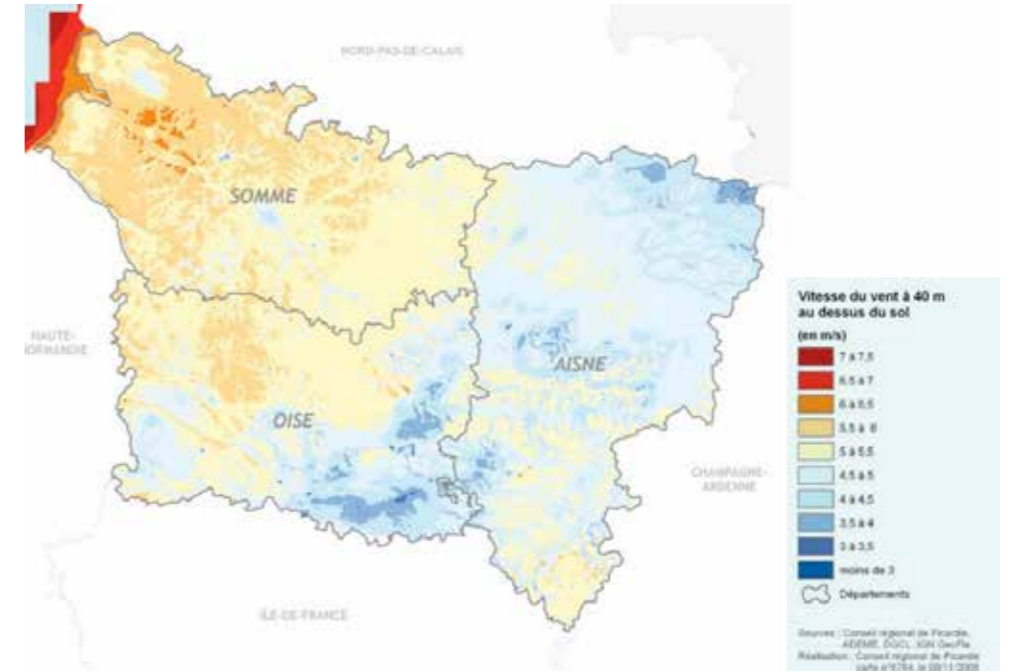 NORD-PAS-DE-CALAIS
SOMME
HAUTE-
NORMANDIE
AISNE
OISE
CHAMPAGNE-
ARDENNE
ILE-DE-FRANCE
Vitesse du vent à 40 m
au dessus du sol
(en m/s)
7 à 7,5
6,5 à 7
6 à 6,5
5,5 à 6
5 à 5,5
4,5 à 5
4 à 4,5
3,5 à 4
3 à 3,5
moins de 3
Départements
Sources : Conseil régional de Picardie,
ADEME, DGCL, IGN GeoFla
Réalisation : Conseil régional de Picardie